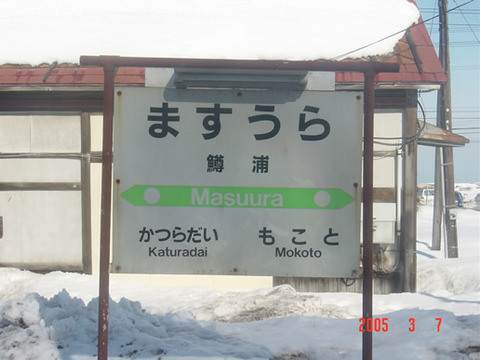 ますうら
鱒浦
Masuura
かつらだい もこと
Katuradai Mokoto
2005 3 7